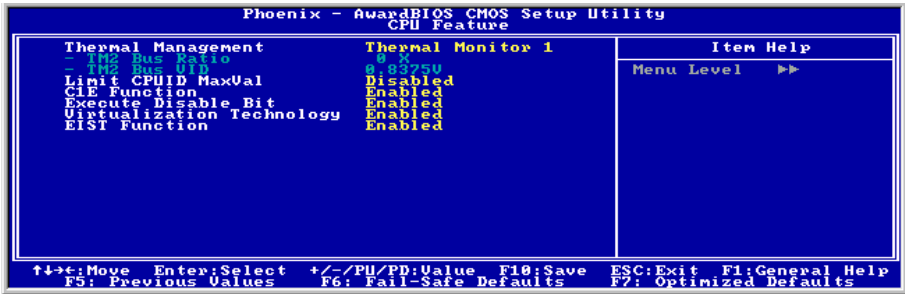 Phoenix - AwardBIOS CMOS Setup Utility
CPU Feature
Thermal Management Thermal Monitor 1
- TM2 Bus Ratio 0 X
- TM2 Bus VID 0.8375V
Limit CPUID MaxVal Disabled
C1E Function Enabled
Execute Disable Bit Enabled
Virtualization Technology Enabled
EIST Function Enabled
Item Help
Menu Level ►►
↑↓→←:Move Enter:Select +/-/PU/PD:Value F10:Save ESC:Exit F1:General Help
F5: Previous Values F6: Fail-Safe Defaults F7: Optimized Defaults